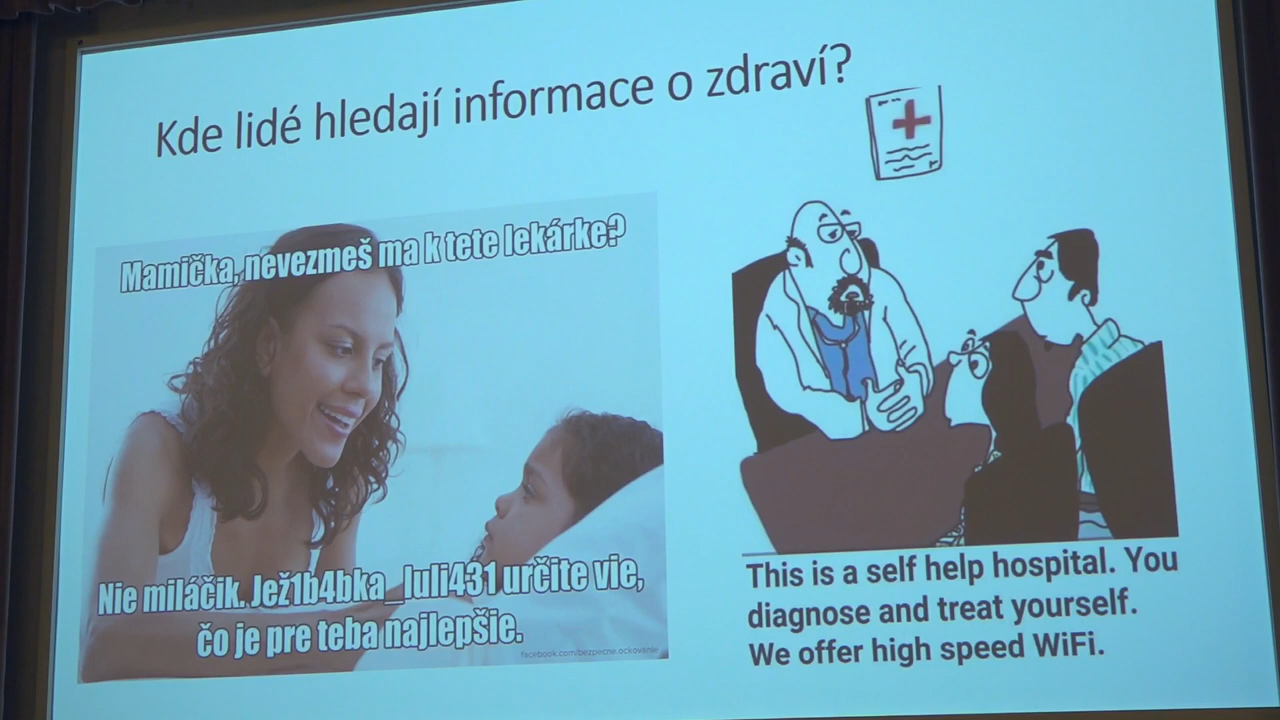 Kde lidé hledají informace o zdraví?
Mamička, nevezmeš ma k tete lekárke?
Nie miláčik. Jež1b4bka_luli431 určite vie,
čo je pre teba najlepšie.
facebook.com/bezpecne.ockovanie
This is a self help hospital. You
diagnose and treat yourself.
We offer high speed WiFi.